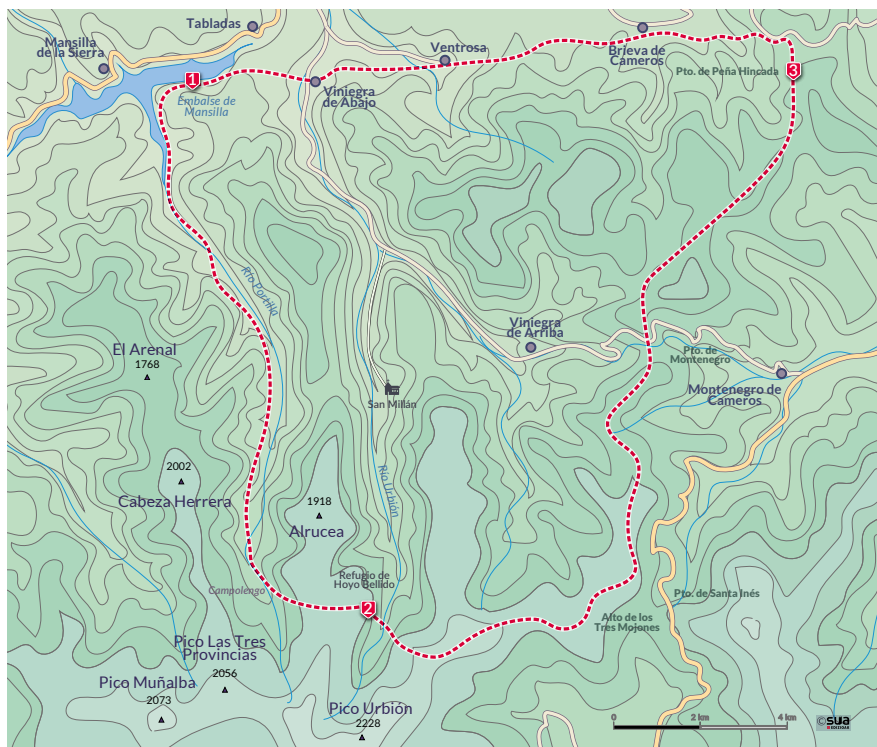 Tabladas
Mansilla
de la Sierra
1
Embalse de
Mansilla
Viniegra
de Abajo
Ventrosa
Brieva de
Cameros
Pto. de Peña Hincada
3
Río Portilla
Viniegra
de Arriba
El Arenal
1768
Pto. de
Montenegro
Montenegro de
Cameros
San Millán
2002
Cabeza Herrera
1918
Alrucea
Río Urbión
Refugio de
Hoyo Bellido
Campolengo
2
Pto. de Santa Inés
Alto de los
Tres Mojones
Pico Las Tres
Provincias
2056
Pico Muñalba
2073
Pico Urbión
2228
0
2 km
4 km
©sua
EDIZIOAK